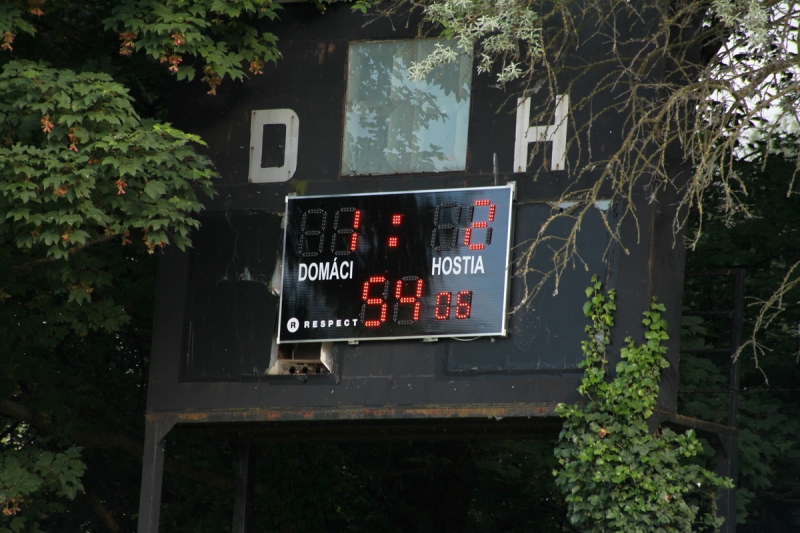 D H
1 : 2
DOMÁCI HOSTIA
54 06
R RESPECT